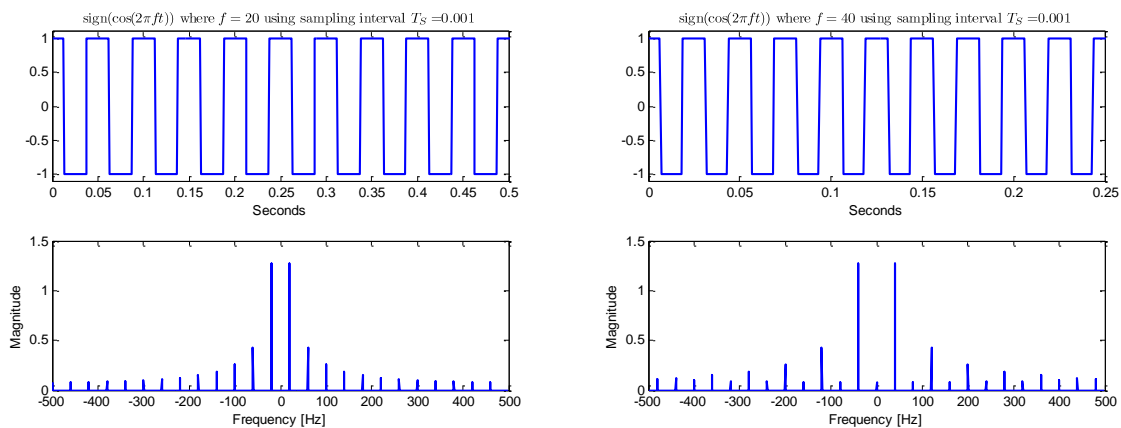 sign(cos(2πft)) where f = 20 using sampling interval T_S =0.001
1
0.5
0
-0.5
-1
0 0.05 0.1 0.15 0.2 0.25 0.3 0.35 0.4 0.45 0.5
Seconds
1.5
1
0.5
0
Magnitude
-500 -400 -300 -200 -100 0 100 200 300 400 500
Frequency [Hz]
sign(cos(2πft)) where f = 40 using sampling interval T_S =0.001
1
0.5
0
-0.5
-1
0 0.05 0.1 0.15 0.2 0.25
Seconds
1.5
1
0.5
0
Magnitude
-500 -400 -300 -200 -100 0 100 200 300 400 500
Frequency [Hz]